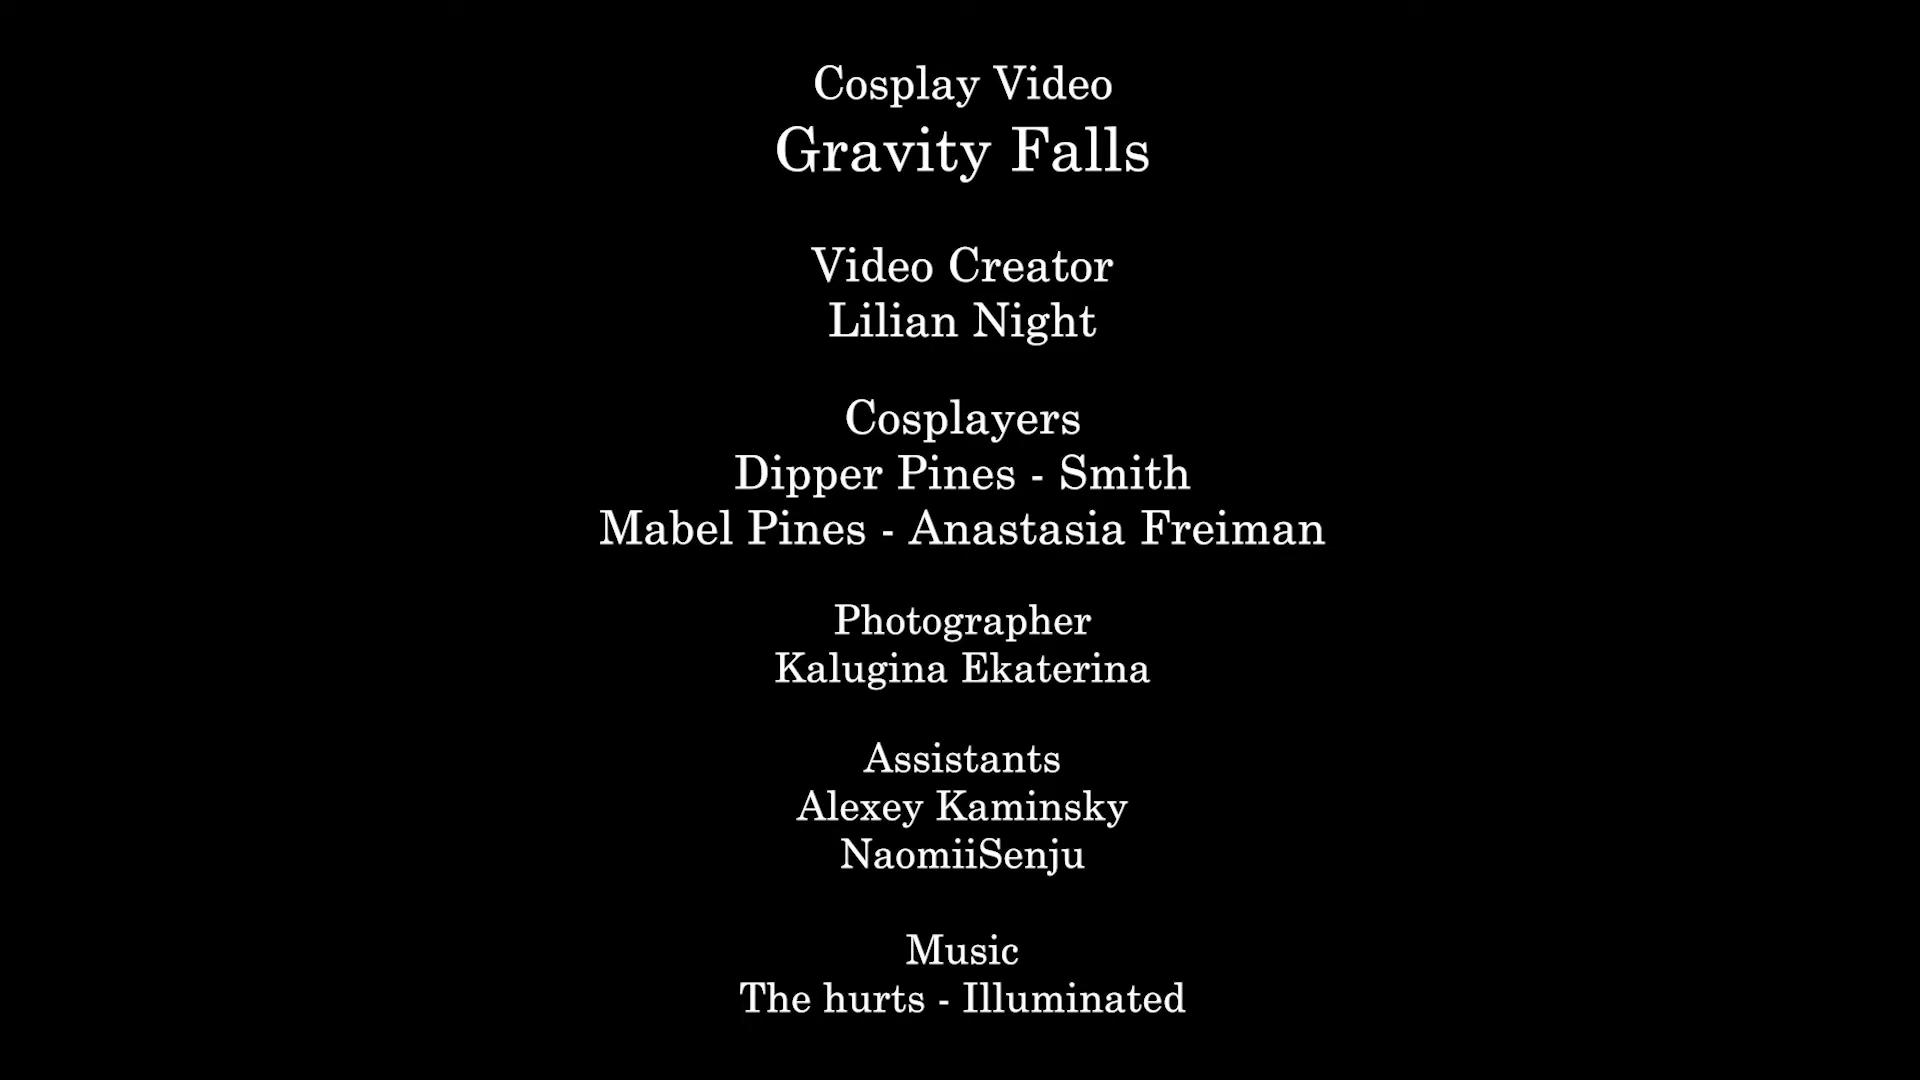 Cosplay Video
Gravity Falls
Video Creator
Lilian Night
Cosplayers
Dipper Pines - Smith
Mabel Pines - Anastasia Freiman
Photographer
Kalugina Ekaterina
Assistants
Alexey Kaminsky
NaomiiSenju
Music
The hurts - Illuminated